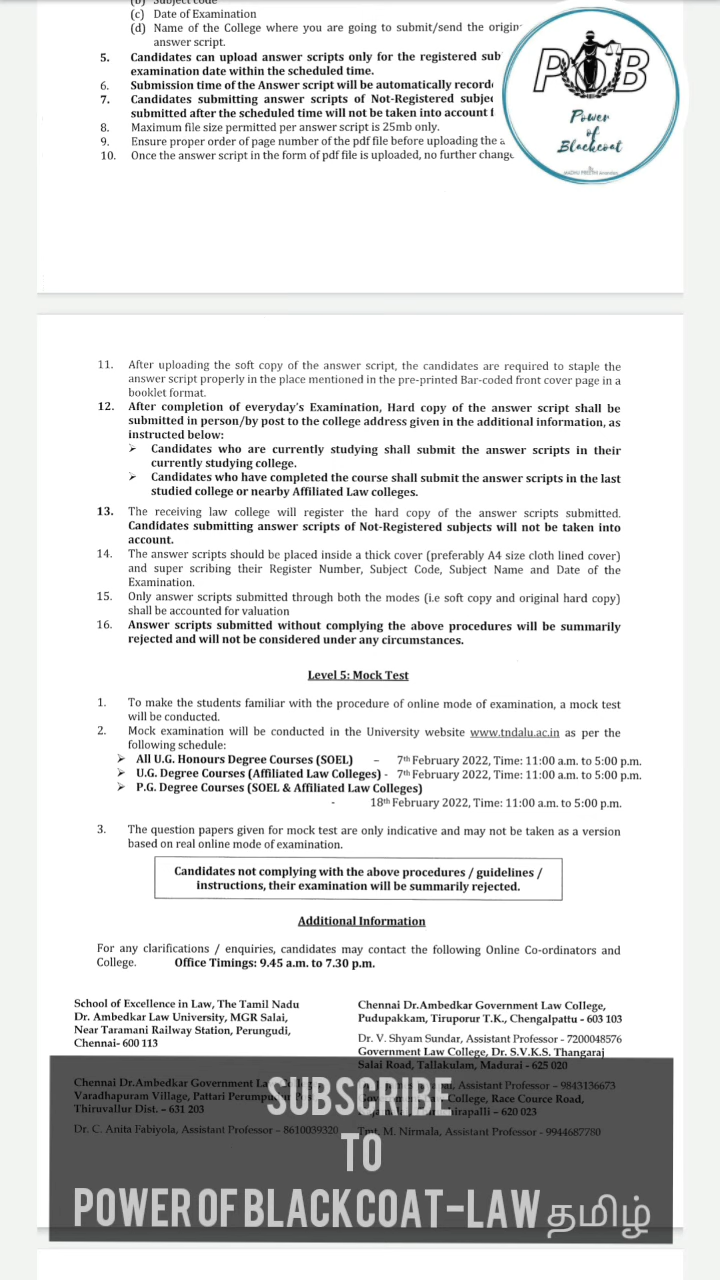 (b) Subject code
(c) Date of Examination
(d) Name of the College where you are going to submit/send the
answer script.
5. Candidates can upload answer scripts only for the registered
examination date within the scheduled time.
6. Submission time of the Answer script will be automatically
7. Candidates submitting answer scripts of Not-Registered
submitted after the scheduled time will not be taken into account
8. Maximum file size permitted per answer script is 25mb only.
9. Ensure proper order of page number of the pdf file before uploading the
10. Once the answer script in the form of pdf file is uploaded, no further
POB
Power
of
Blackcoat
11. After uploading the soft copy of the answer script, the candidates are required to staple the
answer script properly in the place mentioned in the pre-printed Bar-coded front cover page in a
booklet format.
12. After completion of everyday's Examination, Hard copy of the answer script shall be
submitted in person/by post to the college address given in the additional information, as
instructed below:
➢ Candidates who are currently studying shall submit the answer scripts in their
currently studying college.
➢ Candidates who have completed the course shall submit the answer scripts in the last
studied college or nearby Affiliated Law colleges.
13. The receiving law college will register the hard copy of the answer scripts submitted.
Candidates submitting answer scripts of Not-Registered subjects will not be taken into
account.
14. The answer scripts should be placed inside a thick cover (preferably A4 size cloth lined cover)
and super scribing their Register Number, Subject Code, Subject Name and Date of the
Examination.
15. Only answer scripts submitted through both the modes (i.e soft copy and original hard copy)
shall be accounted for valuation
16. Answer scripts submitted without complying the above procedures will be summarily
rejected and will not be considered under any circumstances.
Level 5: Mock Test
1. To make the students familiar with the procedure of online mode of examination, a mock test
will be conducted.
2. Mock examination will be conducted in the University website www.tndalu.ac.in as per the
following schedule:
➢ All U.G. Honours Degree Courses (SOEL) - 7th February 2022, Time: 11:00 a.m. to 5:00 p.m.
➢ U.G. Degree Courses (Affiliated Law Colleges) - 7th February 2022, Time: 11:00 a.m. to 5:00 p.m.
➢ P.G. Degree Courses (SOEL & Affiliated Law Colleges)
- 18th February 2022, Time: 11:00 a.m. to 5:00 p.m.
3. The question papers given for mock test are only indicative and may not be taken as a version
based on real online mode of examination.
Candidates not complying with the above procedures / guidelines /
instructions, their examination will be summarily rejected.
Additional Information
For any clarifications / enquiries, candidates may contact the following Online Co-ordinators and
College. Office Timings: 9.45 a.m. to 7.30 p.m.
School of Excellence in Law, The Tamil Nadu
Dr. Ambedkar Law University, MGR Salai,
Near Taramani Railway Station, Perungudi,
Chennai- 600 113
Chennai Dr.Ambedkar Government Law College,
Pudupakkam, Tiruporur T.K., Chengalpattu - 603 103
Dr. V. Shyam Sundar, Assistant Professor - 7200048576
Government Law College, Dr. S.V.K.S. Thangaraj
Salai Road, Tallakulam, Madurai - 625 020
Chennai Dr.Ambedkar Government
Varadhapuram Village, Pattari
Thiruvallur Dist. - 631 203
Dr. C. Anita Fabiyola, Assistant Professor - 8610039320
Assistant Professor - 9843136673
College, Race Cource Road,
- 620 023
Tmt. M. Nirmala, Assistant Professor - 9944687780
SUBSCRIBE
TO
POWER OF BLACKCOAT-LAW தமிழ்